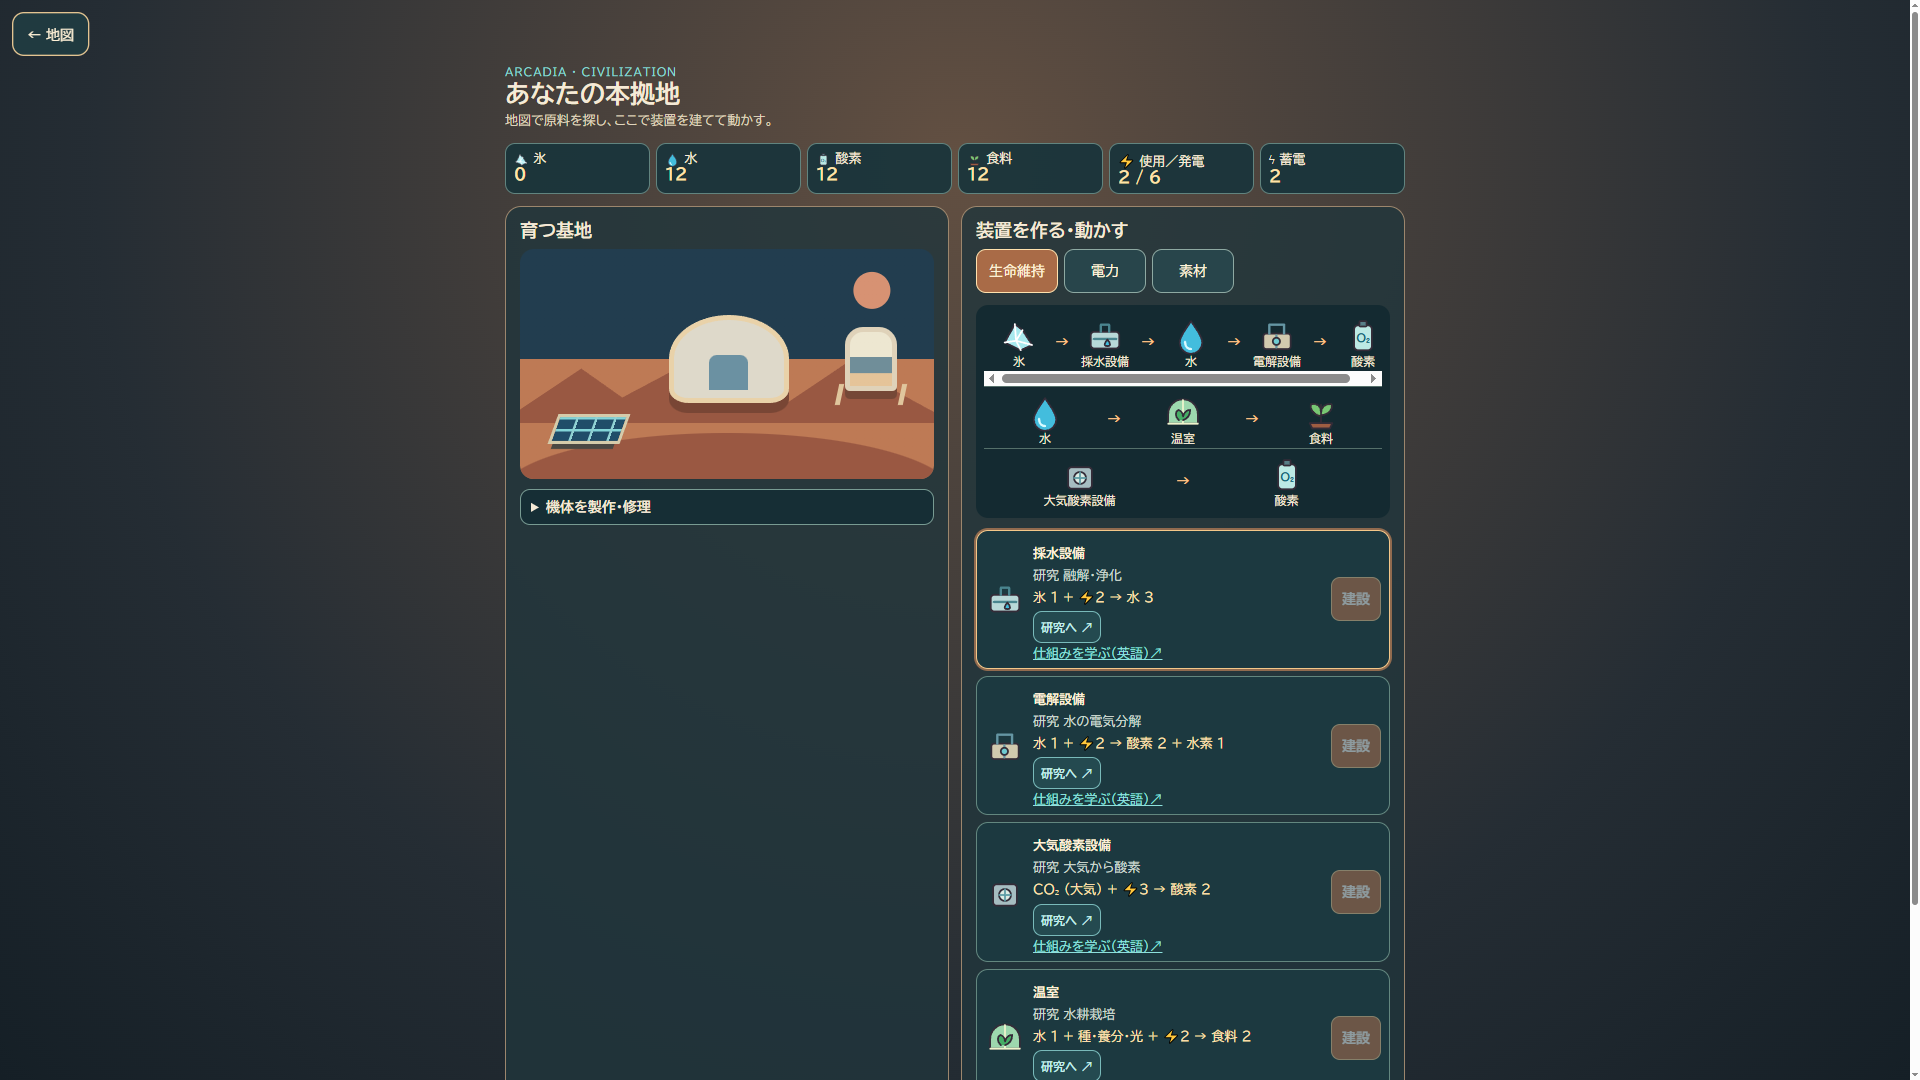 ← 地図
ARCADIA · CIVILIZATION
あなたの本拠地
地図で原料を探し、ここで装置を建てて動かす。
氷
0
水
12
酸素
12
食料
12
⚡ 使用／発電
2 / 6
ϟ 蓄電
2
育つ基地
▶ 機体を製作・修理
装置を作る・動かす
生命維持 電力 素材
氷 → 採水設備 → 水 → 電解設備 → O₂ 酸素
水 → 温室 → 食料
大気酸素設備 → O₂ 酸素
採水設備
研究 融解・浄化
氷 1 + ⚡2 → 水 3
研究へ ↗
仕組みを学ぶ（英語）↗
建設
電解設備
研究 水の電気分解
水 1 + ⚡2 → 酸素 2 + 水素 1
研究へ ↗
仕組みを学ぶ（英語）↗
建設
大気酸素設備
研究 大気から酸素
CO₂（大気）+ ⚡3 → 酸素 2
研究へ ↗
仕組みを学ぶ（英語）↗
建設
温室
研究 水耕栽培
水 1 + 種・養分・光 + ⚡2 → 食料 2
研究へ ↗
建設